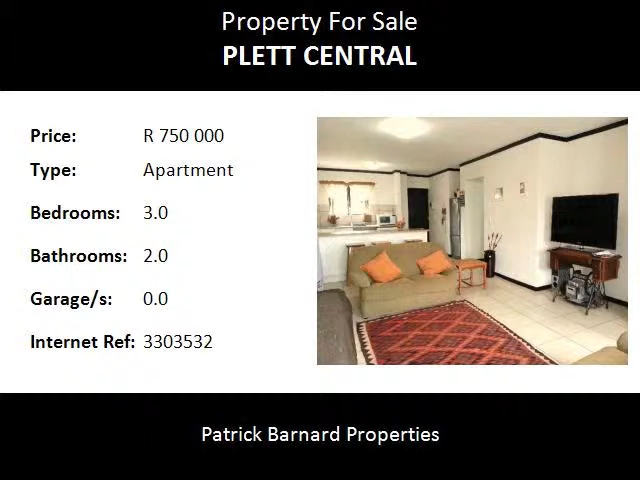 Property For Sale
PLETT CENTRAL
Price: R 750 000
Type: Apartment
Bedrooms: 3.0
Bathrooms: 2.0
Garage/s: 0.0
Internet Ref: 3303532
Patrick Barnard Properties